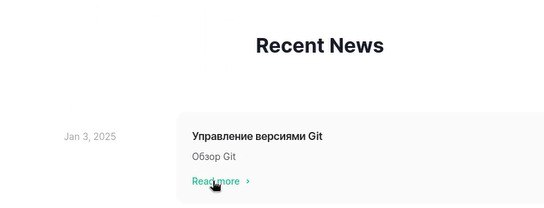 Recent News
Jan 3, 2025
Управление версиями Git
Обзор Git
Read more